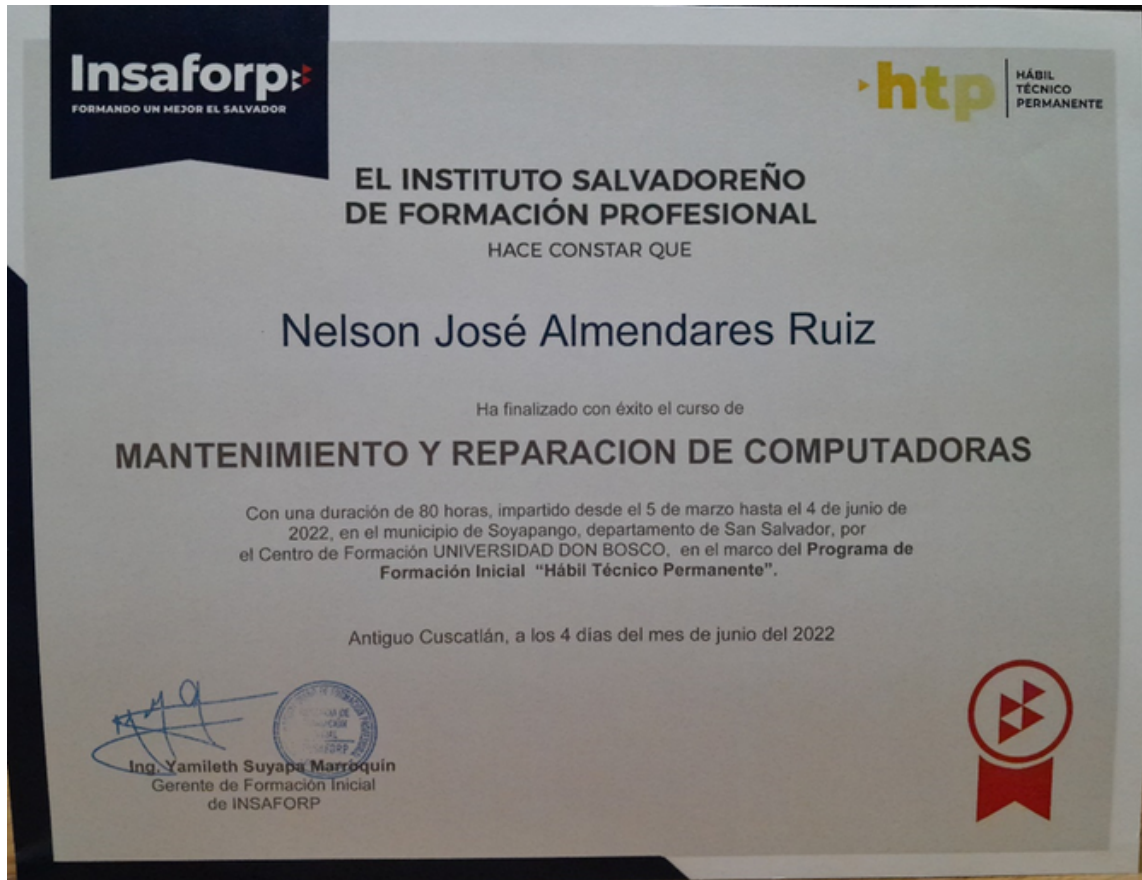 Insaforp
FORMANDO UN MEJOR EL SALVADOR
htp
HÁBIL
TÉCNICO
PERMANENTE
EL INSTITUTO SALVADOREÑO
DE FORMACIÓN PROFESIONAL
HACE CONSTAR QUE
Nelson José Almendares Ruiz
Ha finalizado con éxito el curso de
MANTENIMIENTO Y REPARACION DE COMPUTADORAS
Con una duración de 80 horas, impartido desde el 5 de marzo hasta el 4 de junio de
2022, en el municipio de Soyapango, departamento de San Salvador, por
el Centro de Formación UNIVERSIDAD DON BOSCO, en el marco del Programa de
Formación Inicial "Hábil Técnico Permanente".
Antiguo Cuscatlán, a los 4 días del mes de junio del 2022
Ing. Yamileth Suyapa Marroquín
Gerente de Formación Inicial
de INSAFORP